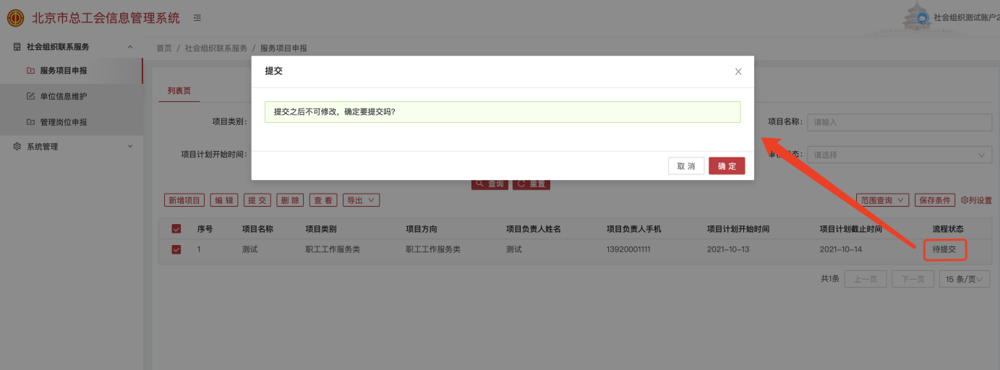 北京市总工会信息管理系统
社会组织测试账户2
社会组织联系服务
服务项目申报
单位信息维护
管理岗位申报
系统管理
首页 / 社会组织联系服务 / 服务项目申报
列表页
提交
提交之后不可修改，确定要提交吗？
取 消 确 定
项目类别: 项目名称: 请输入
项目计划开始时间: 请选择
查询 重置
新增项目 编 辑 提 交 删 除 查 看 导出 范围查询 保存条件 列设置
序号 项目名称 项目类别 项目方向 项目负责人姓名 项目负责人手机 项目计划开始时间 项目计划截止时间 流程状态
1 测试 职工工作服务类 职工工作服务类 测试 13920001111 2021-10-13 2021-10-14 待提交
共1条 上一页 下一页 15 条/页